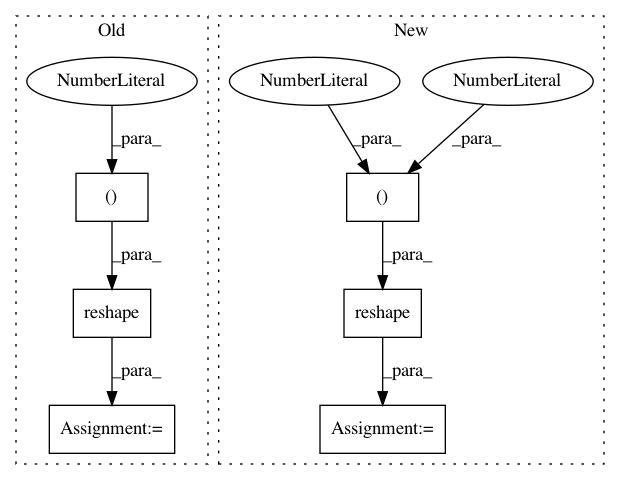 Old
New
NumberLiteral
NumberLiteral
NumberLiteral
_para_
_para_
_para_
()
()
_para_
_para_
reshape
reshape
_para_
_para_
Assignment:=
Assignment:=